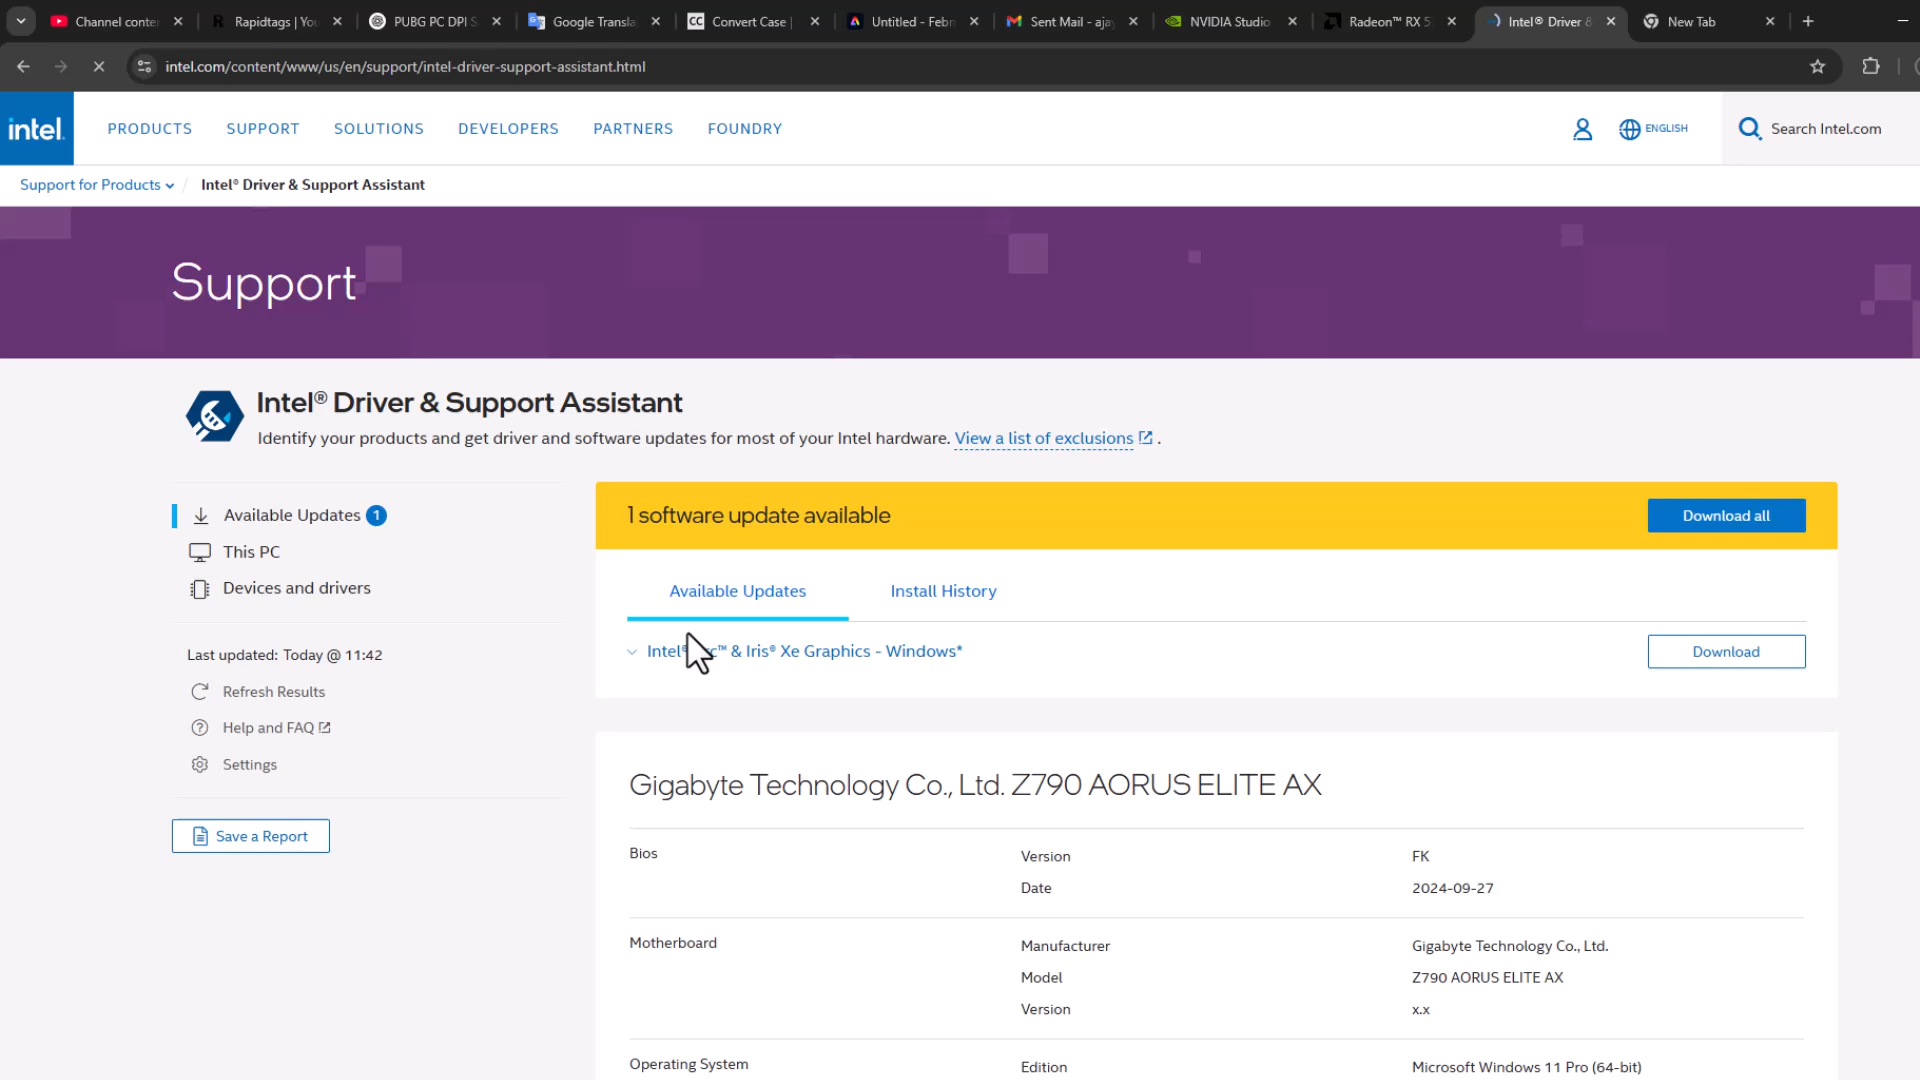 Channel conte
Rapidtags | Yo
PUBG PC DPI S
Google Transla
Convert Case |
Untitled - Feb
Sent Mail - aja
NVIDIA Studio
Radeon™ RX 5
Intel® Driver &
New Tab
intel.com/content/www/us/en/support/intel-driver-support-assistant.html
intel.
PRODUCTS
SUPPORT
SOLUTIONS
DEVELOPERS
PARTNERS
FOUNDRY
ENGLISH
Search Intel.com
Support for Products / Intel® Driver & Support Assistant
Support
Intel® Driver & Support Assistant
Identify your products and get driver and software updates for most of your Intel hardware. View a list of exclusions .
Available Updates 1
This PC
Devices and drivers
Last updated: Today @ 11:42
Refresh Results
Help and FAQ
Settings
Save a Report
1 software update available
Download all
Available Updates
Install History
Intel® & Iris® Xe Graphics - Windows*
Download
Gigabyte Technology Co., Ltd. Z790 AORUS ELITE AX
Bios
Version
FK
Date
2024-09-27
Motherboard
Manufacturer
Gigabyte Technology Co., Ltd.
Model
Z790 AORUS ELITE AX
Version
x.x
Operating System
Edition
Microsoft Windows 11 Pro (64-bit)